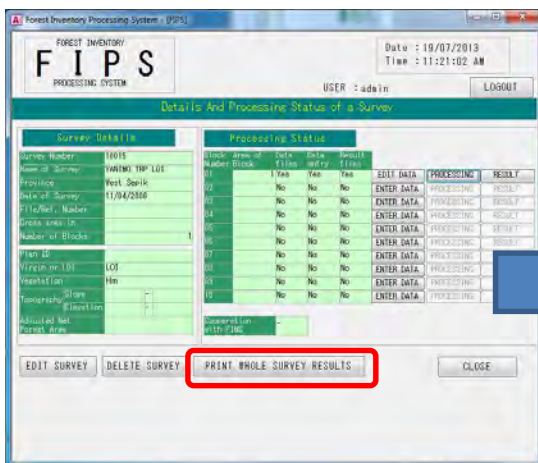 Forest Inventory Processing System - [FIPS]
FOREST INVENTORY
F I P S
PROCESSING SYSTEM
Date : 19/07/2013
Time : 11:21:02 AM
USER : admin
LOGOUT
Details And Processing Status of a Survey
Survey Details
Survey Number 10015
Name of Survey VANIMO TRP LOI
Province West Sepik
Date of Survey 11/04/2006
File/Ref. Number
Gross area in
Number of Blocks 1
Plan ID
Virgin or LOI LOI
Vegetation Hm
Topography Slope -
Elevation -
Adjusted Net
Forest Area
Processing Status
Block Number Area of Block Data files Data entry Result files
01 1 Yes Yes Yes EDIT DATA PROCESSING RESULT
02 No No No ENTER DATA PROCESSING RESULT
03 No No No ENTER DATA PROCESSING RESULT
04 No No No ENTER DATA PROCESSING RESULT
05 No No No ENTER DATA PROCESSING RESULT
06 No No No ENTER DATA PROCESSING RESULT
07 No No No ENTER DATA PROCESSING
08 No No No ENTER DATA PROCESSING
09 No No No ENTER DATA PROCESSING
10 No No No ENTER DATA PROCESSING
Cooperation
with FIMS -
EDIT SURVEY DELETE SURVEY PRINT WHOLE SURVEY RESULTS CLOSE